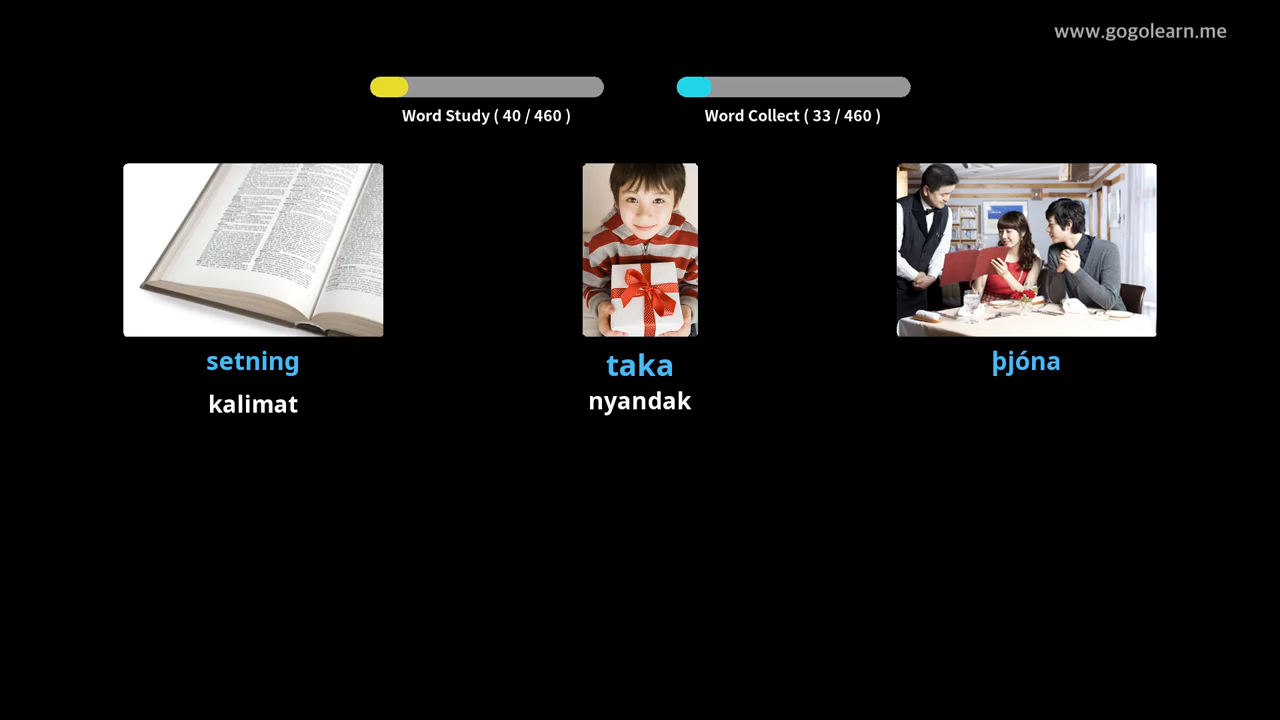 www.gogolearn.me
Word Study ( 40 / 460 )
Word Collect ( 33 / 460 )
setning
taka
þjóna
kalimat
nyandak